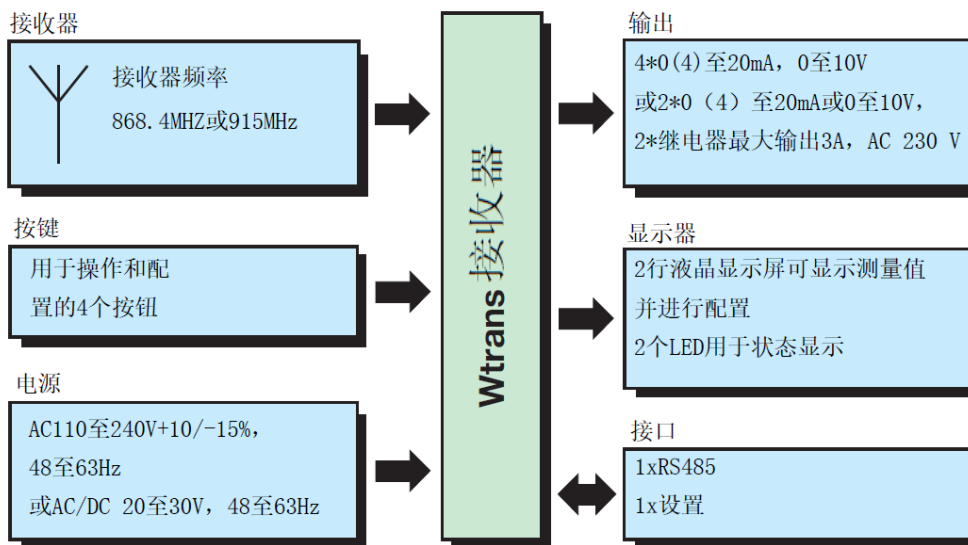 接收器
接收器频率
868.4MHZ或915MHz
按键
用于操作和配
置的4个按钮
电源
AC110至240V+10/-15%,
48至63Hz
或AC/DC 20至30V, 48至63Hz
Wtrans 接收器
输出
4*0(4)至20mA, 0至10V
或2*0（4）至20mA或0至10V,
2*继电器最大输出3A, AC 230 V
显示器
2行液晶显示屏可显示测量值
并进行配置
2个LED用于状态显示
接口
1xRS485
1x设置